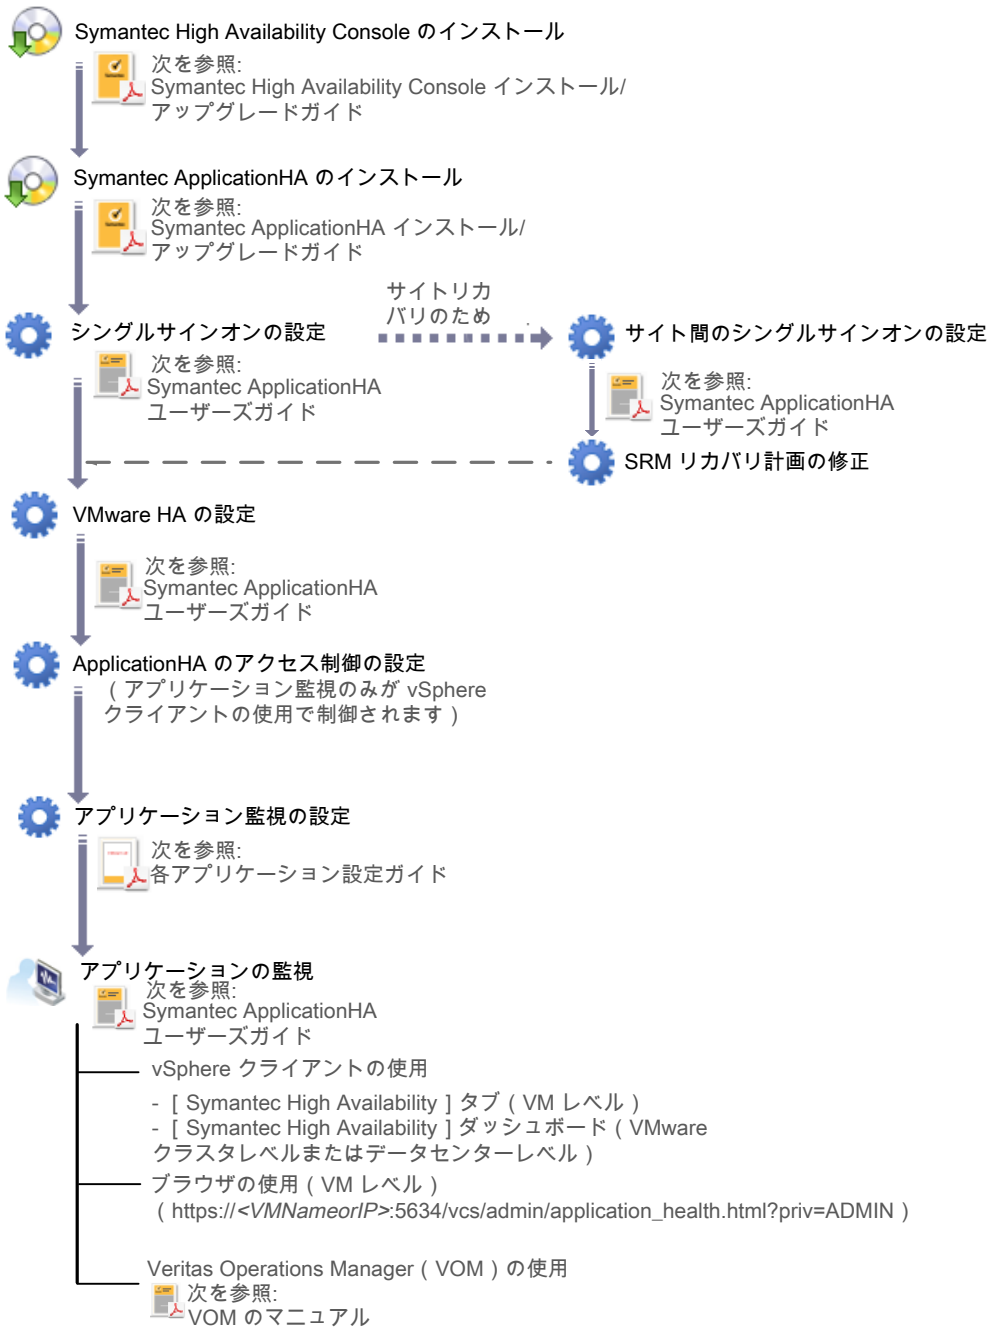 Symantec High Availability Console のインストール
次を参照:
Symantec High Availability Console インストール/
アップグレードガイド
Symantec ApplicationHA のインストール
次を参照:
Symantec ApplicationHA インストール/
アップグレードガイド
サイトリカ
バリのため
シングルサインオンの設定
サイト間のシングルサインオンの設定
次を参照:
Symantec ApplicationHA
ユーザーズガイド
次を参照:
Symantec ApplicationHA
ユーザーズガイド
SRM リカバリ計画の修正
VMware HA の設定
次を参照:
Symantec ApplicationHA
ユーザーズガイド
ApplicationHA のアクセス制御の設定
（アプリケーション監視のみが vSphere
クライアントの使用で制御されます）
アプリケーション監視の設定
次を参照:
各アプリケーション設定ガイド
アプリケーションの監視
次を参照:
Symantec ApplicationHA
ユーザーズガイド
vSphere クライアントの使用
- ［Symantec High Availability］タブ（VM レベル）
- ［Symantec High Availability］ダッシュボード（VMware
クラスタレベルまたはデータセンターレベル）
ブラウザの使用（VM レベル）
（https://<VMNameorIP>:5634/vcs/admin/application_health.html?priv=ADMIN）
Veritas Operations Manager（VOM）の使用
次を参照:
VOM のマニュアル